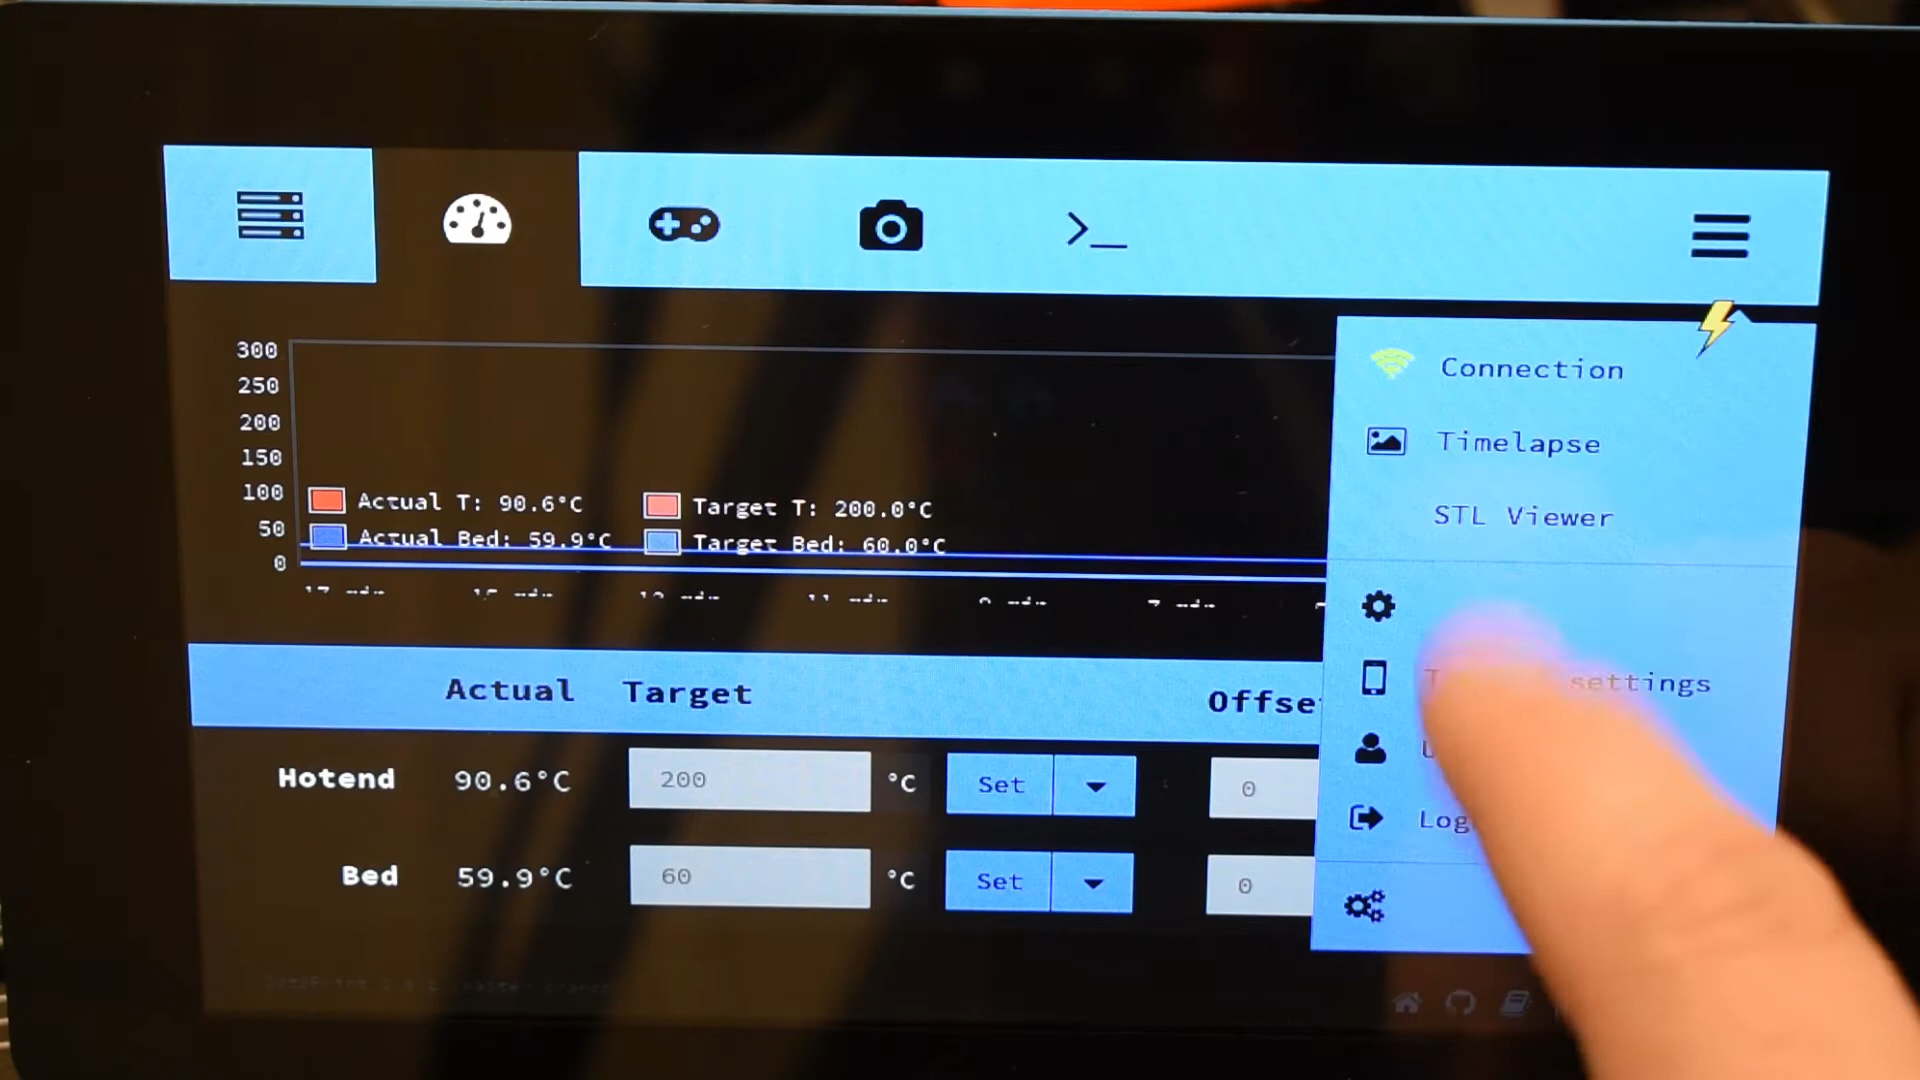 >_
300
250
200
150
100
50
0
Actual T: 90.6°C
Target T: 200.0°C
Actual Bed: 59.9°C
Target Bed: 60.0°C
Connection
Timelapse
STL Viewer
settings
Actual Target
Hotend 90.6°C 200 °C Set 0
Bed 59.9°C 60 °C Set 0